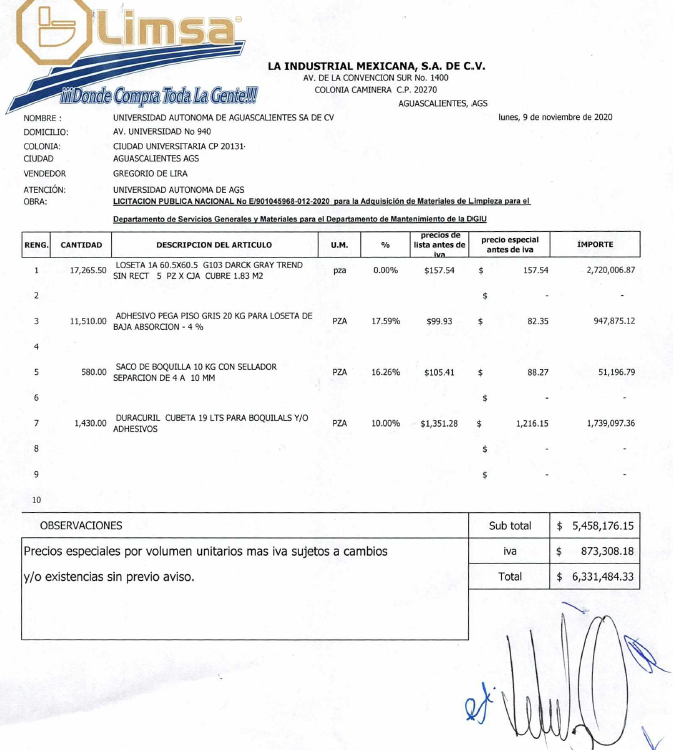 Limsa®
¡¡¡Donde Compra Toda La Gente!!!
LA INDUSTRIAL MEXICANA, S.A. DE C.V.
AV. DE LA CONVENCION SUR No. 1400
COLONIA CAMINERA C.P. 20270
AGUASCALIENTES, .AGS
NOMBRE : UNIVERSIDAD AUTONOMA DE AGUASCALIENTES SA DE CV lunes, 9 de noviembre de 2020
DOMICILIO: AV. UNIVERSIDAD No 940
COLONIA: CIUDAD UNIVERSITARIA CP 20131
CIUDAD AGUASCALIENTES AGS
VENDEDOR GREGORIO DE LIRA
ATENCIÓN: UNIVERSIDAD AUTONOMA DE AGS
OBRA: LICITACION PUBLICA NACIONAL No E/901045968-012-2020 para la Adquisición de Materiales de Limpieza para el
Departamento de Servicios Generales y Materiales para el Departamento de Mantenimiento de la DGIU
RENG. CANTIDAD DESCRIPCION DEL ARTICULO U.M. % precios de lista antes de iva precio especial antes de iva IMPORTE
1 17,265.50 LOSETA 1A 60.5X60.5 G103 DARCK GRAY TREND SIN RECT 5 PZ X CJA CUBRE 1.83 M2 pza 0.00% $157.54 $ 157.54 2,720,006.87
2 $ - -
3 11,510.00 ADHESIVO PEGA PISO GRIS 20 KG PARA LOSETA DE BAJA ABSORCION - 4 % PZA 17.59% $99.93 $ 82.35 947,875.12
4
5 580.00 SACO DE BOQUILLA 10 KG CON SELLADOR SEPARCION DE 4 A 10 MM PZA 16.26% $105.41 $ 88.27 51,196.79
6 $ - -
7 1,430.00 DURACURIL CUBETA 19 LTS PARA BOQUILALS Y/O ADHESIVOS PZA 10.00% $1,351.28 $ 1,216.15 1,739,097.36
8 $ - -
9 $ - -
10
OBSERVACIONES Sub total $ 5,458,176.15
Precios especiales por volumen unitarios mas iva sujetos a cambios iva $ 873,308.18
y/o existencias sin previo aviso. Total $ 6,331,484.33